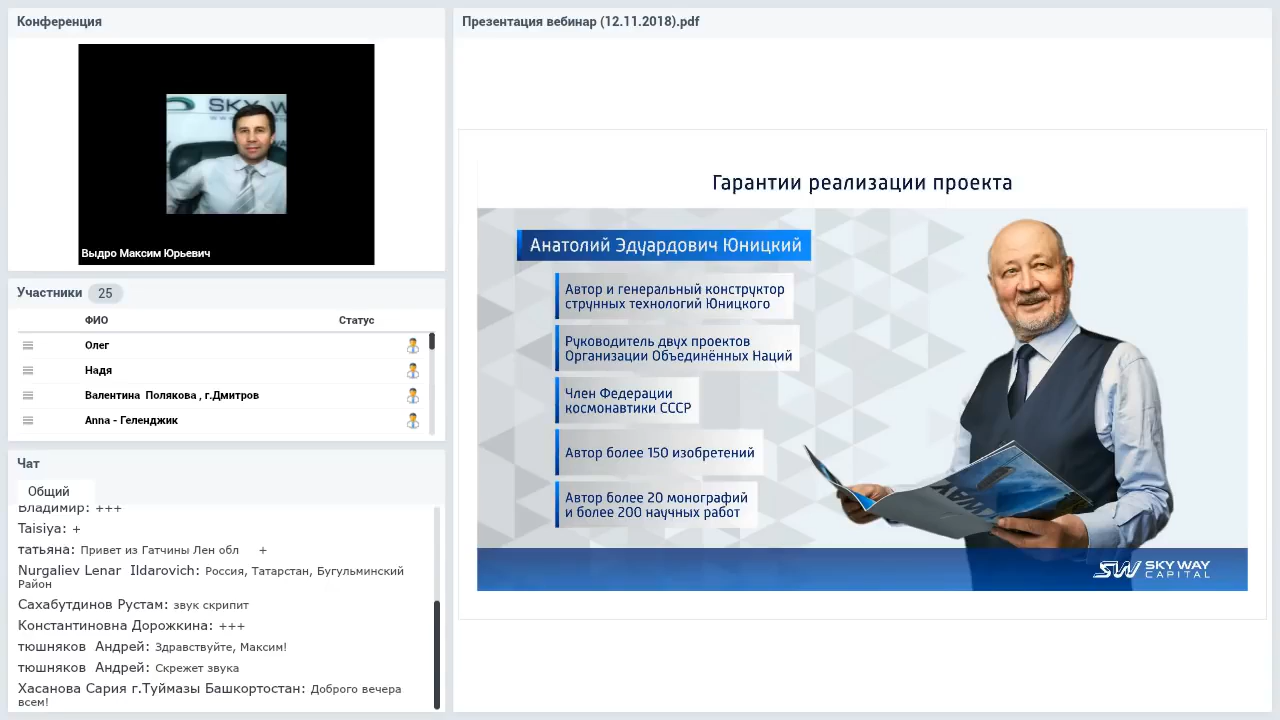 Конференция
SKY WAY
Выдро Максим Юрьевич
Участники 25
ФИО Статус
Олег
Надя
Валентина Полякова , г.Дмитров
Anna - Геленджик
Чат
Общий
Владимир: +++
Taisiya: +
татьяна: Привет из Гатчины Лен обл +
Nurgaliev Lenar Ildarovich: Россия, Татарстан, Бугульминский
Район
Сахабутдинов Рустам: звук скрипит
Константиновна Дорожкина: +++
тюшняков Андрей: Здравствуйте, Максим!
тюшняков Андрей: Скрежет звука
Хасанова Сария г.Туймазы Башкортостан: Доброго вечера
всем!
Презентация вебинар (12.11.2018).pdf
Гарантии реализации проекта
Анатолий Эдуардович Юницкий
Автор и генеральный конструктор
струнных технологий Юницкого
Руководитель двух проектов
Организации Объединённых Наций
Член Федерации
космонавтики СССР
Автор более 150 изобретений
Автор более 20 монографий
и более 200 научных работ
WAY
SW SKY WAY
CAPITAL